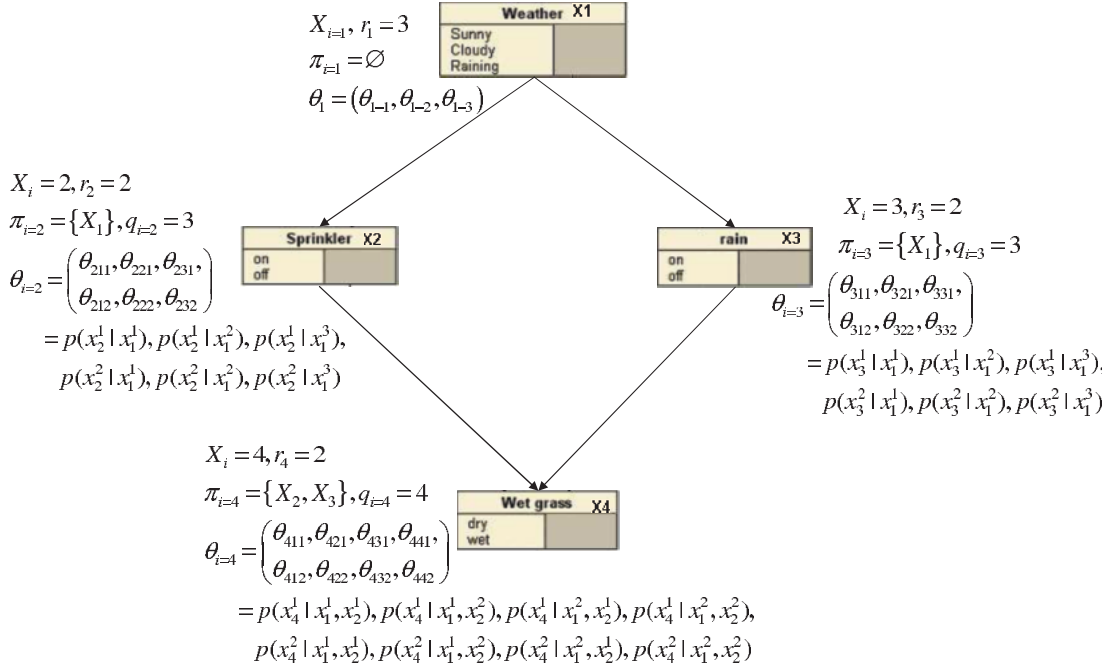 Weather X1
Sunny
Cloudy
Raining
X_{i=1}, r_1 = 3
π_{i=1} = ∅
θ_1 = (θ_{1–1}, θ_{1–2}, θ_{1–3})
X_i = 2, r_2 = 2
π_{i=2} = {X_1}, q_{i=2} = 3
θ_{i=2} = (θ_{211}, θ_{221}, θ_{231},
θ_{212}, θ_{222}, θ_{232})
= p(x_2^1 | x_1^1), p(x_2^1 | x_1^2), p(x_2^1 | x_1^3),
p(x_2^2 | x_1^1), p(x_2^2 | x_1^2), p(x_2^2 | x_1^3)
Sprinkler X2
on
off
rain X3
on
off
X_i = 3, r_3 = 2
π_{i=3} = {X_1}, q_{i=3} = 3
θ_{i=3} = (θ_{311}, θ_{321}, θ_{331},
θ_{312}, θ_{322}, θ_{332})
= p(x_3^1 | x_1^1), p(x_3^1 | x_1^2), p(x_3^1 | x_1^3),
p(x_3^2 | x_1^1), p(x_3^2 | x_1^2), p(x_3^2 | x_1^3)
X_i = 4, r_4 = 2
π_{i=4} = {X_2, X_3}, q_{i=4} = 4
θ_{i=4} = (θ_{411}, θ_{421}, θ_{431}, θ_{441},
θ_{412}, θ_{422}, θ_{432}, θ_{442})
= p(x_4^1 | x_1^1, x_2^1), p(x_4^1 | x_1^1, x_2^2), p(x_4^1 | x_1^2, x_2^1), p(x_4^1 | x_1^2, x_2^2),
p(x_4^2 | x_1^1, x_2^1), p(x_4^2 | x_1^1, x_2^2), p(x_4^2 | x_1^2, x_2^1), p(x_4^2 | x_1^2, x_2^2)
Wet grass X4
dry
wet